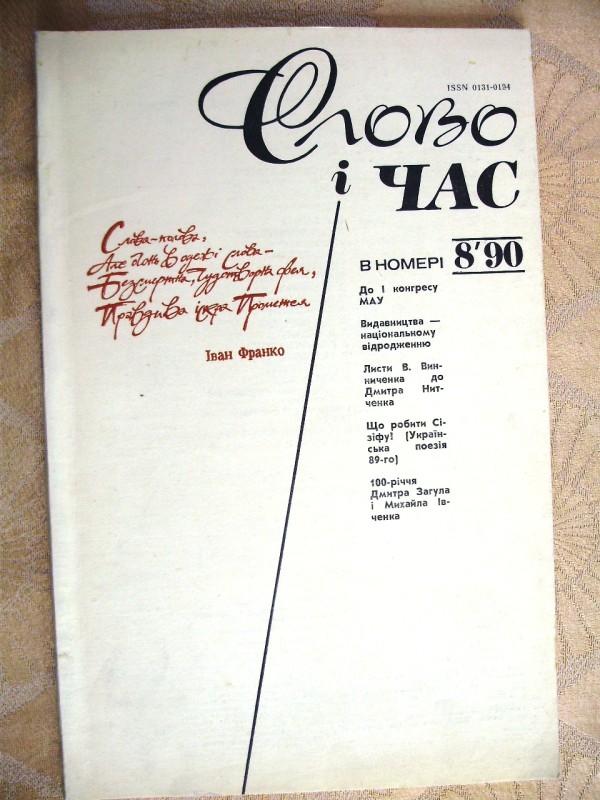 ISSN 0131-0194
Слово
і ЧАС
Слова–полова,
Але огонь в одежі слова–
Безсмертна, чудотворна фея,
Правдива іскра Прометея
Іван Франко
В НОМЕРІ 8'90
До I конгресу
МАУ
Видавництва —
національному
відродженню
Листи В. Вин-
ниченка до
Дмитра Нит-
ченка
Що робити Сі-
зіфу? (Україн-
ська поезія
89-го)
100-річчя
Дмитра Загула
і Михайла Ів-
ченка